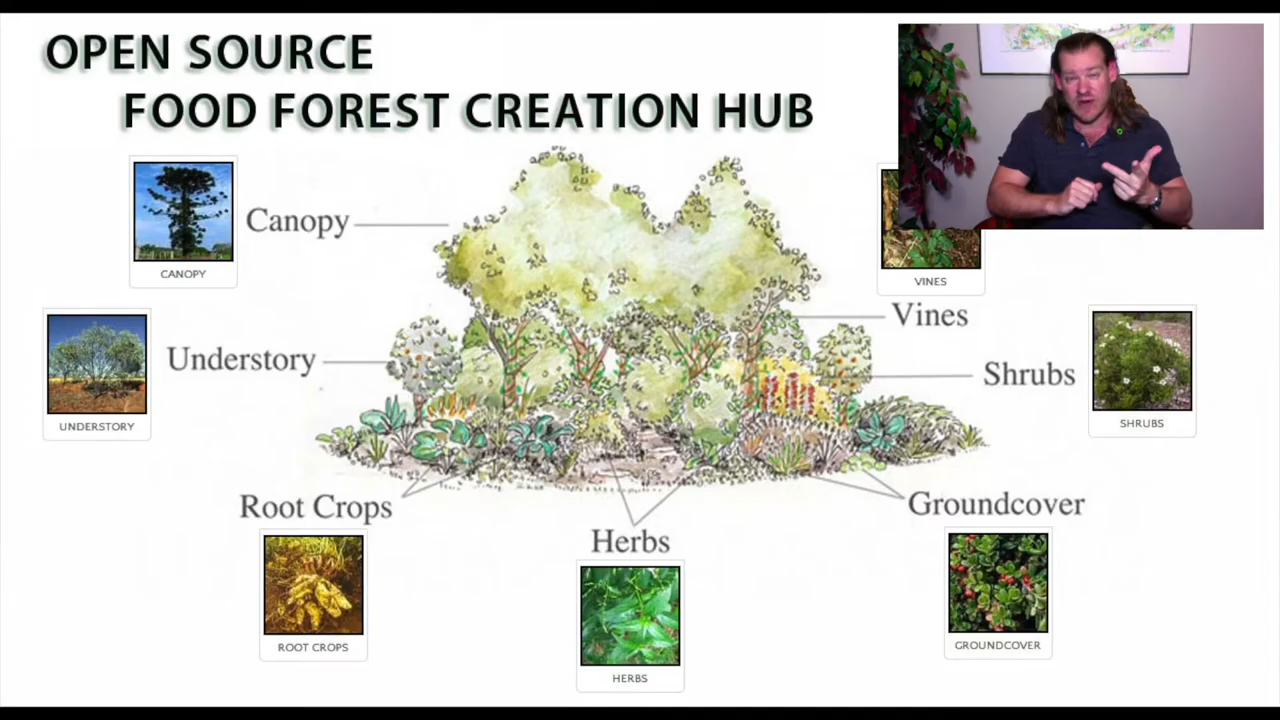 OPEN SOURCE
FOOD FOREST CREATION HUB
CANOPY
Canopy
VINES
Vines
UNDERSTORY
Understory
Shrubs
SHRUBS
Root Crops
ROOT CROPS
Herbs
HERBS
Groundcover
GROUNDCOVER